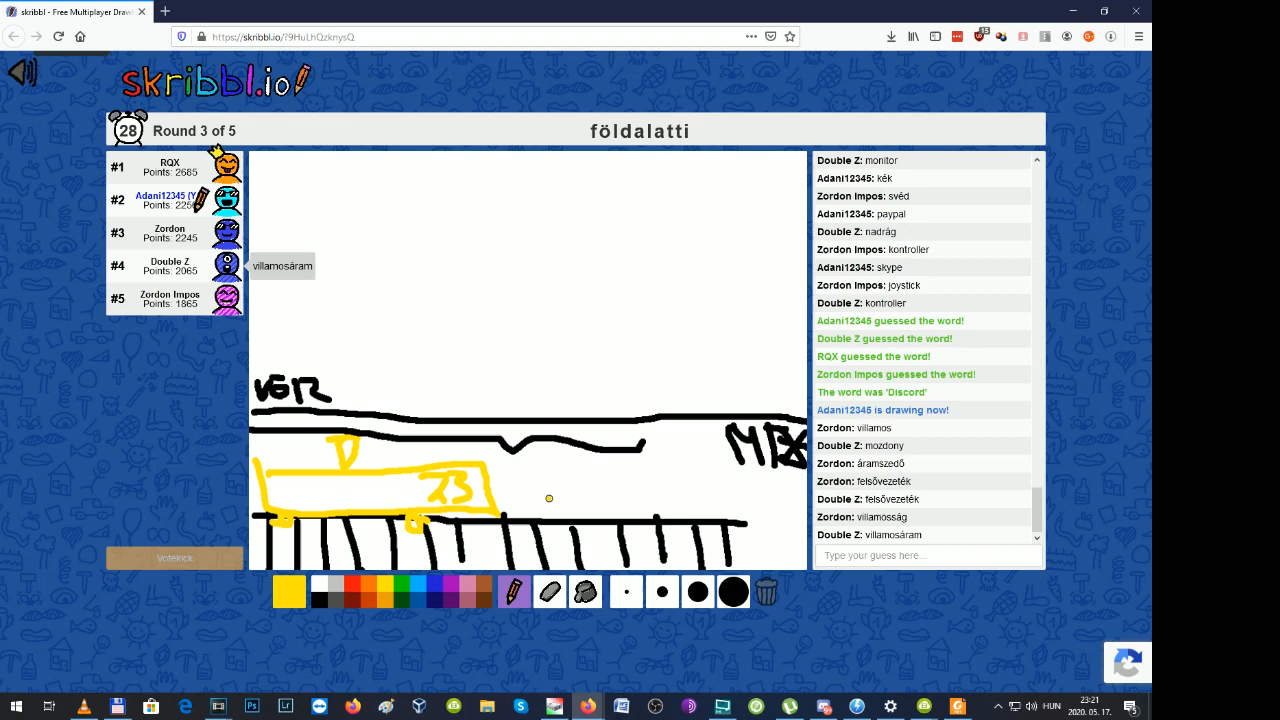 skribbl - Free Multiplayer Draw
https://skribbl.io/?9HuLhQzknysQ
15
skribbl.io
28
Round 3 of 5
földalatti
#1
RQX
Points: 2685
#2
Adani12345 (Y
Points: 225
#3
Zordon
Points: 2245
#4
Double Z
Points: 2065
villamosáram
#5
Zordon Impos
Points: 1865
Votekick
23
Double Z: monitor
Adani12345: kék
Zordon Impos: svéd
Adani12345: paypal
Double Z: nadrág
Zordon Impos: kontroller
Adani12345: skype
Zordon Impos: joystick
Double Z: kontroller
Adani12345 guessed the word!
Double Z guessed the word!
RQX guessed the word!
Zordon Impos guessed the word!
The word was 'Discord'
Adani12345 is drawing now!
Zordon: villamos
Double Z: mozdony
Zordon: áramszedő
Zordon: felsővezeték
Double Z: felsővezeték
Zordon: villamosság
Double Z: villamosáram
Type your guess here...
HUN
23:21
2020. 05. 17.
5